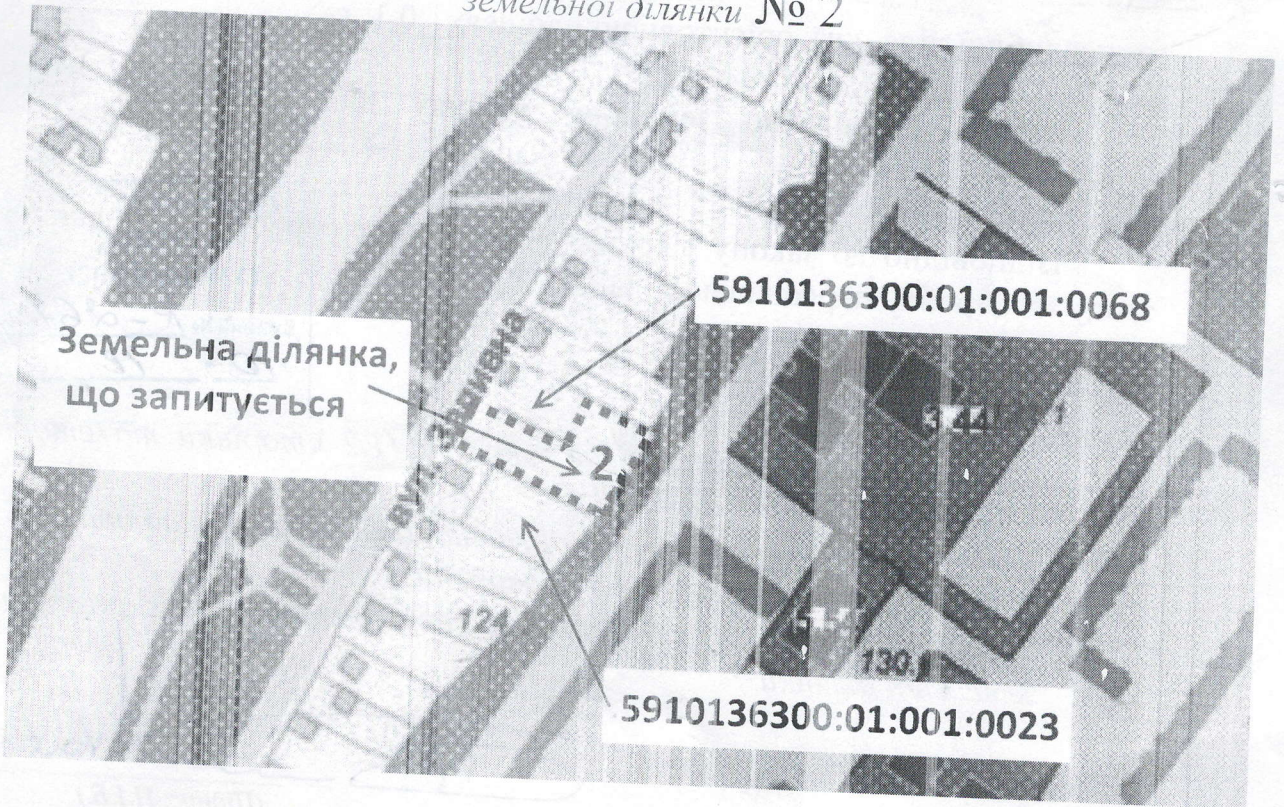 земельної ділянки № 2
5910136300:01:001:0068
Земельна ділянка,
що запитується
2
124
130
5910136300:01:001:0023